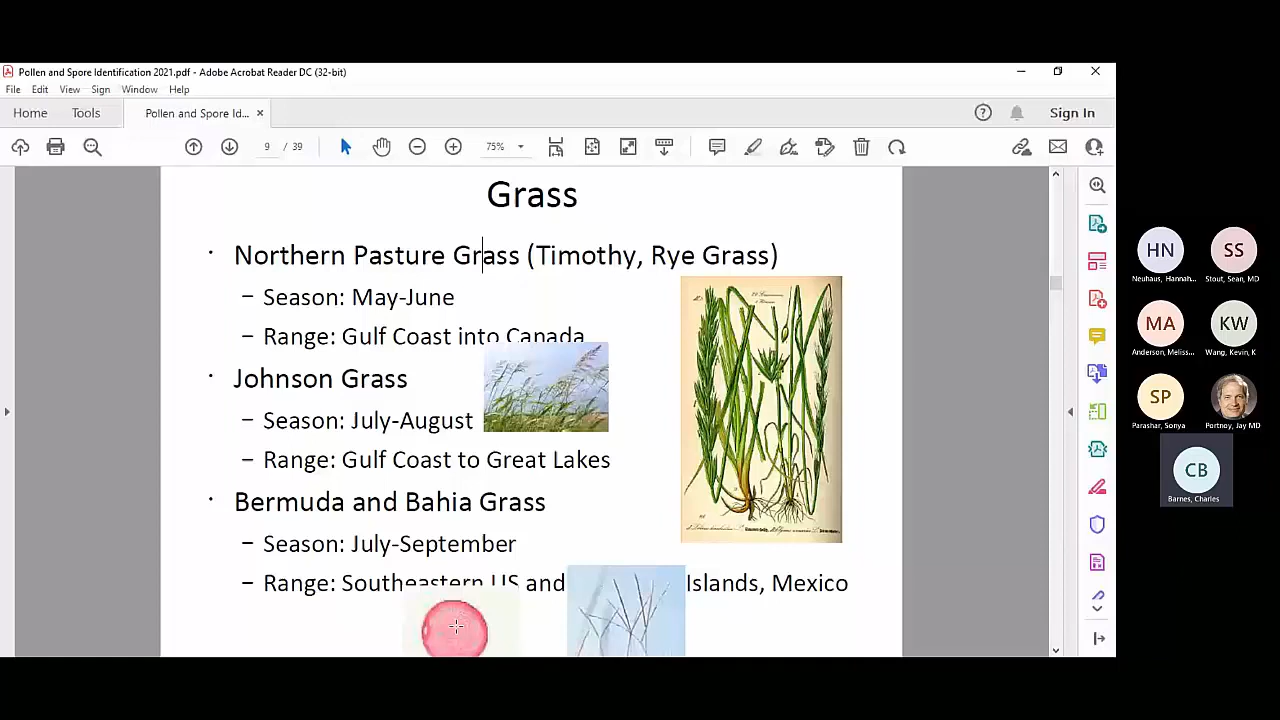 Pollen and Spore Identification 2021.pdf - Adobe Acrobat Reader DC (32-bit)
File Edit View Sign Window Help
Home Tools Pollen and Spore Id... × Sign In
9 / 39 75%
Grass
· Northern Pasture Grass (Timothy, Rye Grass)
– Season: May-June
– Range: Gulf Coast into Canada
· Johnson Grass
– Season: July-August
– Range: Gulf Coast to Great Lakes
· Bermuda and Bahia Grass
– Season: July-September
– Range: Southeastern US and Islands, Mexico
HN SS
Neuhaus, Hannah... Stout, Sean, MD
MA KW
Anderson, Meliss... Wang, Kevin, K
SP
Parashar, Sonya Portnoy, Jay MD
CB
Barnes, Charles